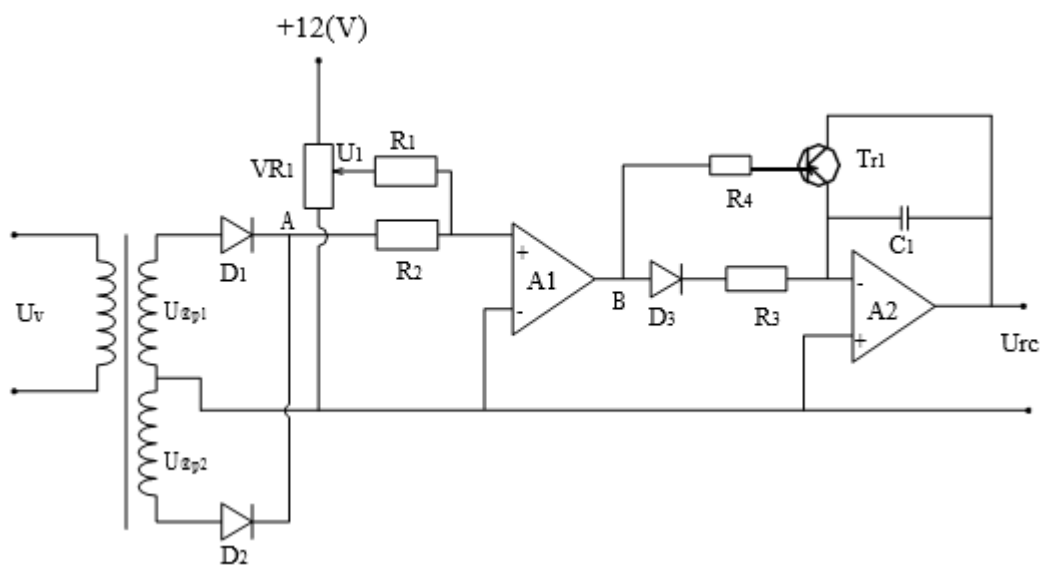 +12(V)
U1
R1
VR1
A
R2
D1
Uv
Uđp1
Uđp2
D2
+
-
A1
B
R4
Tr1
C1
D3
R3
-
+
A2
Urc